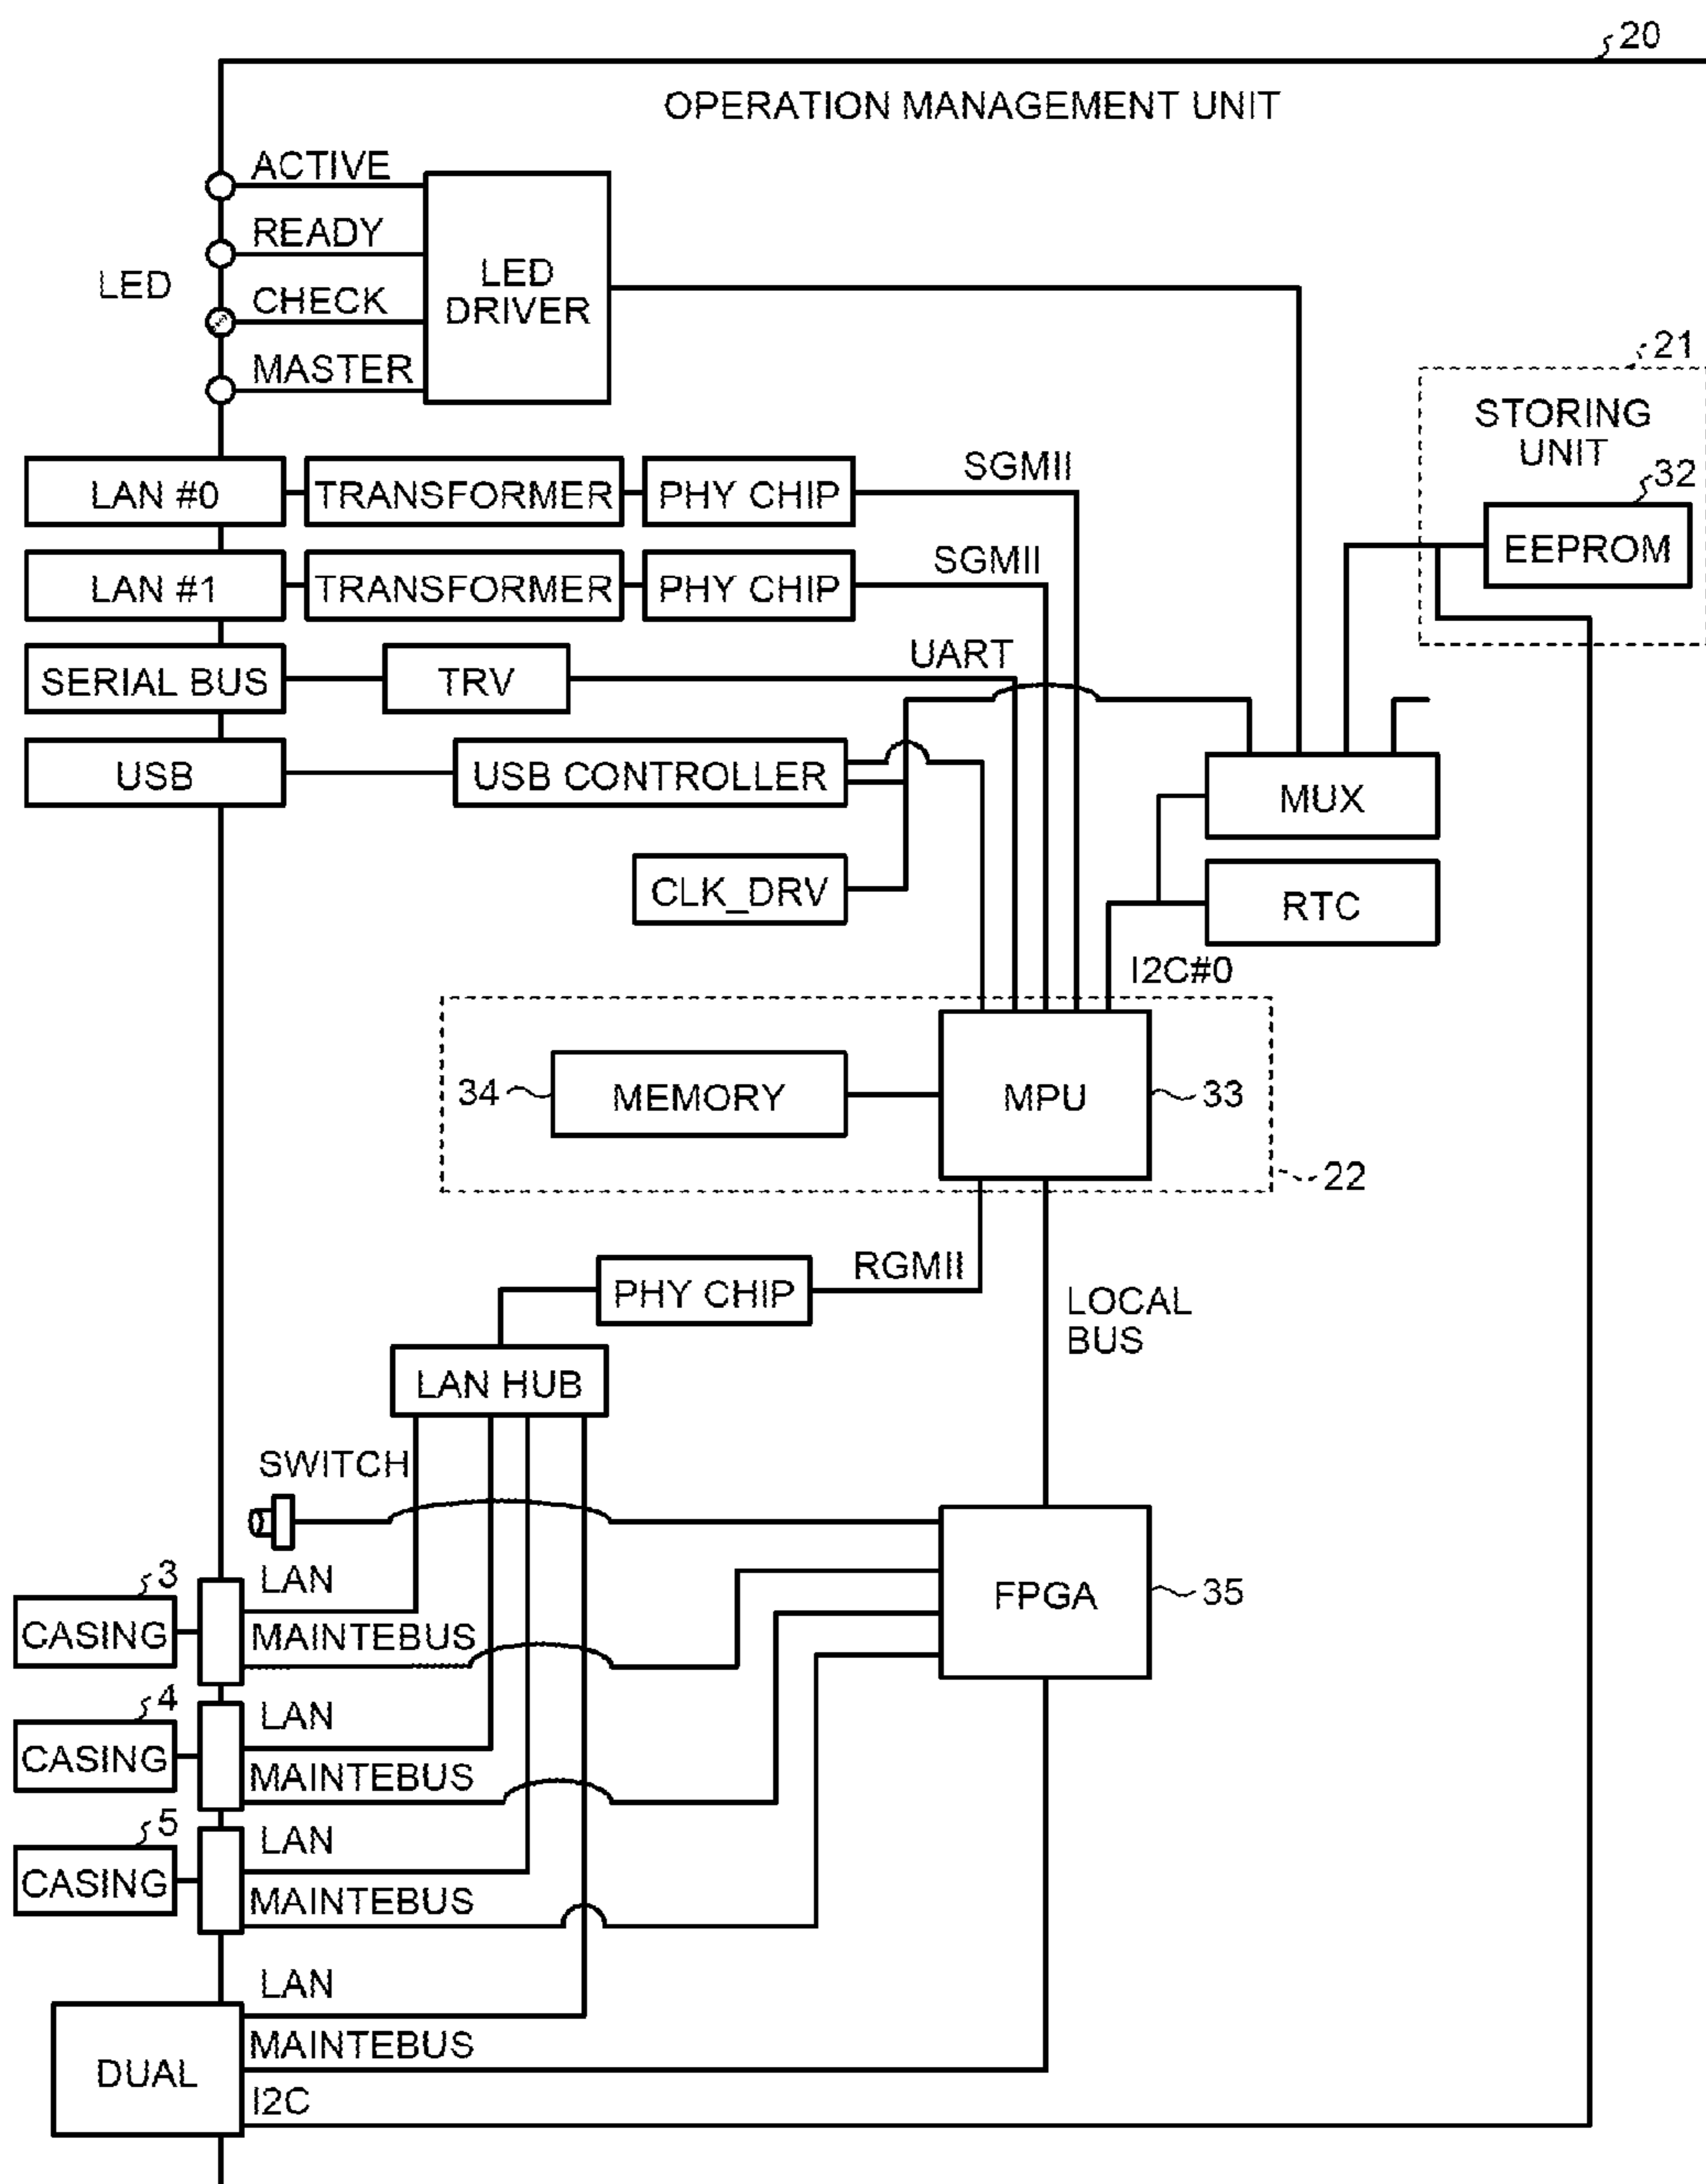 20
OPERATION MANAGEMENT UNIT
ACTIVE
READY
LED
CHECK
MASTER
LED
DRIVER
21
STORING
UNIT
32
EEPROM
LAN #0
TRANSFORMER
PHY CHIP
SGMII
LAN #1
TRANSFORMER
PHY CHIP
SGMII
SERIAL BUS
TRV
UART
USB
USB CONTROLLER
MUX
CLK_DRV
RTC
I2C#0
34
MEMORY
MPU
33
22
PHY CHIP
RGMII
LOCAL
BUS
LAN HUB
SWITCH
FPGA
35
3
CASING
LAN
MAINTEBUS
4
CASING
LAN
MAINTEBUS
5
CASING
LAN
MAINTEBUS
DUAL
LAN
MAINTEBUS
I2C